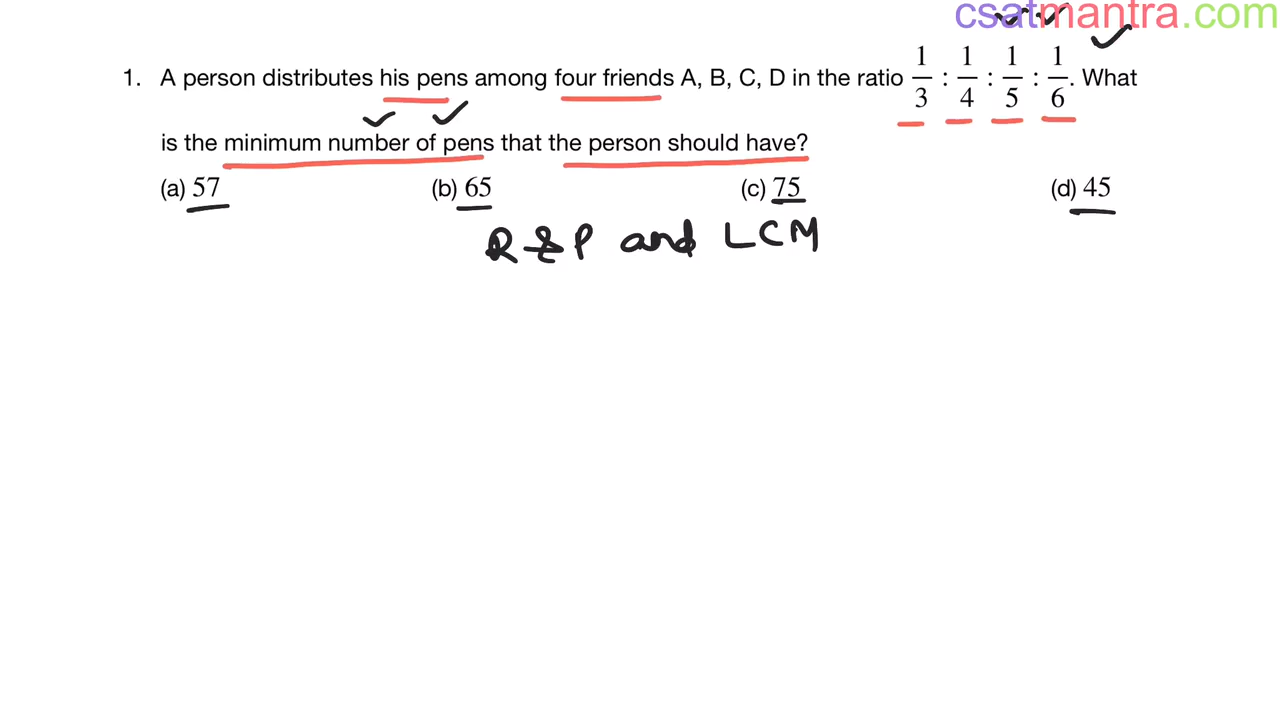 csatmantra.com
1. A person distributes his pens among four friends A, B, C, D in the ratio 1/3 : 1/4 : 1/5 : 1/6. What
is the minimum number of pens that the person should have?
(a) 57 (b) 65 (c) 75 (d) 45
R & P and LCM